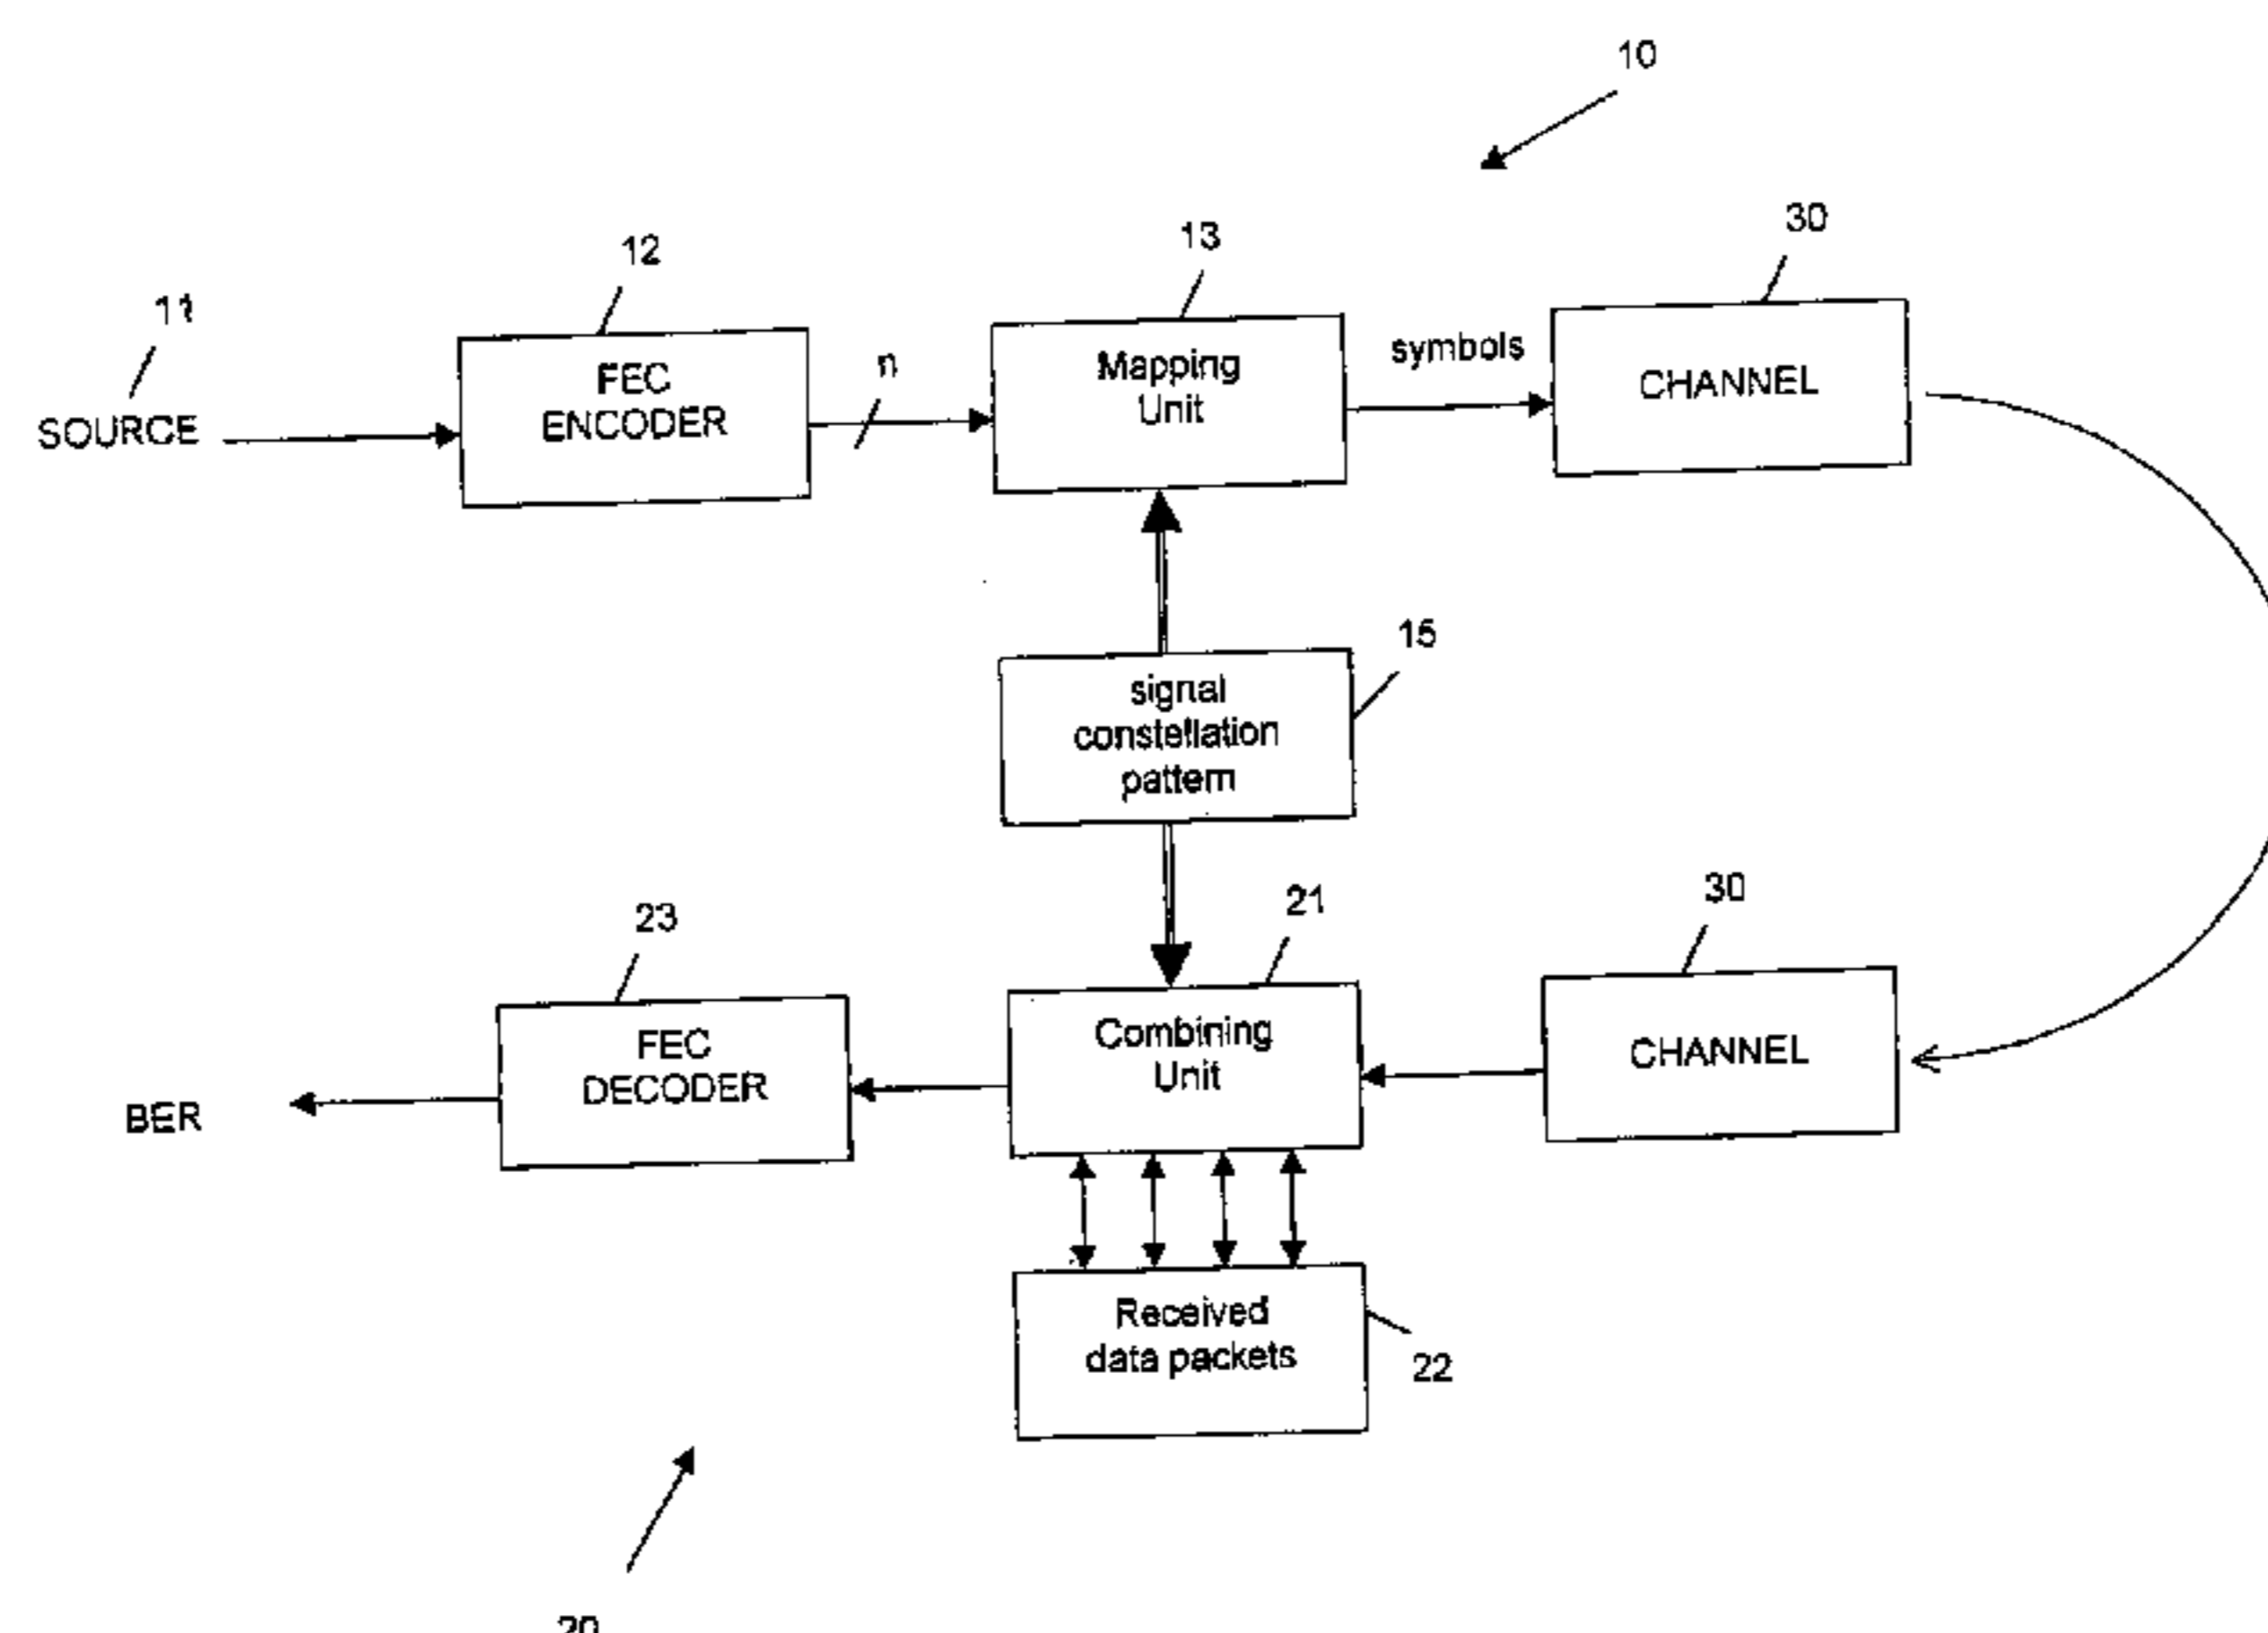 10
30
13
12
11
n
symbols
FEC
ENCODER
Mapping
Unit
CHANNEL
SOURCE
15
signal
constellation
pattern
30
21
23
FEC
DECODER
Combining
Unit
CHANNEL
BER
Received
data packets
22
20